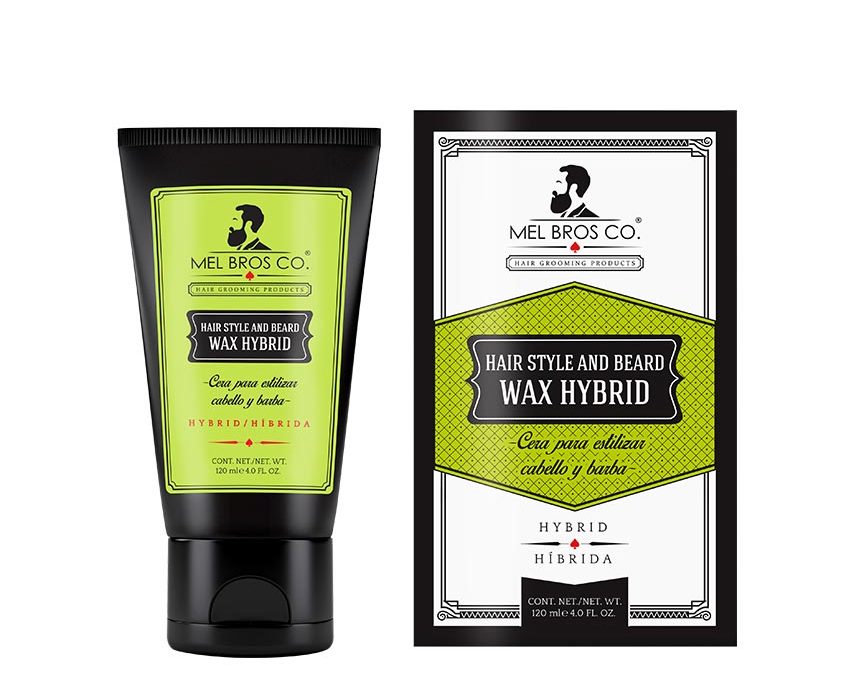 MEL BROS CO.®
HAIR GROOMING PRODUCTS
HAIR STYLE AND BEARD
WAX HYBRID
-Cera para estilizar
cabello y barba-
HYBRID/HÍBRIDA
CONT. NET./NET. WT.
120 ml e 4.0 FL. OZ.
MEL BROS CO.®
HAIR GROOMING PRODUCTS
HAIR STYLE AND BEARD
WAX HYBRID
-Cera para estilizar
cabello y barba-
HYBRID
HÍBRIDA
CONT. NET./NET. WT.
120 ml e 4.0 FL. OZ.